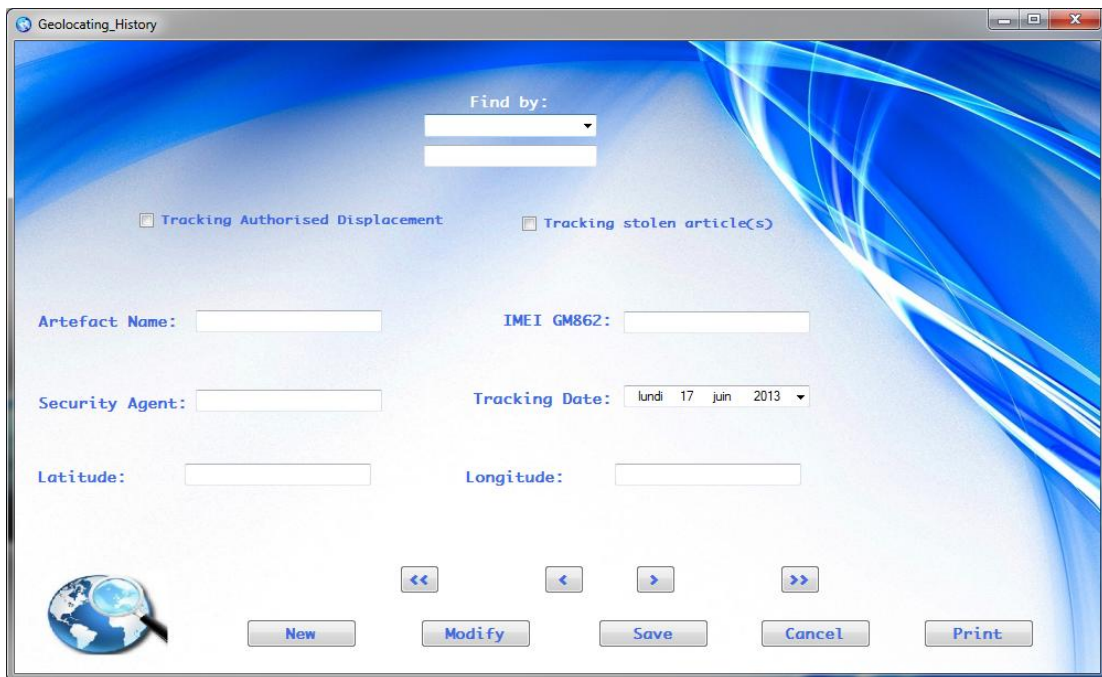 Geolocating_History
Find by:
Tracking Authorised Displacement
Tracking stolen article(s)
Artefact Name:
IMEI GM862:
Security Agent:
Tracking Date: lundi 17 juin 2013
Latitude:
Longitude:
<< < > >>
New Modify Save Cancel Print